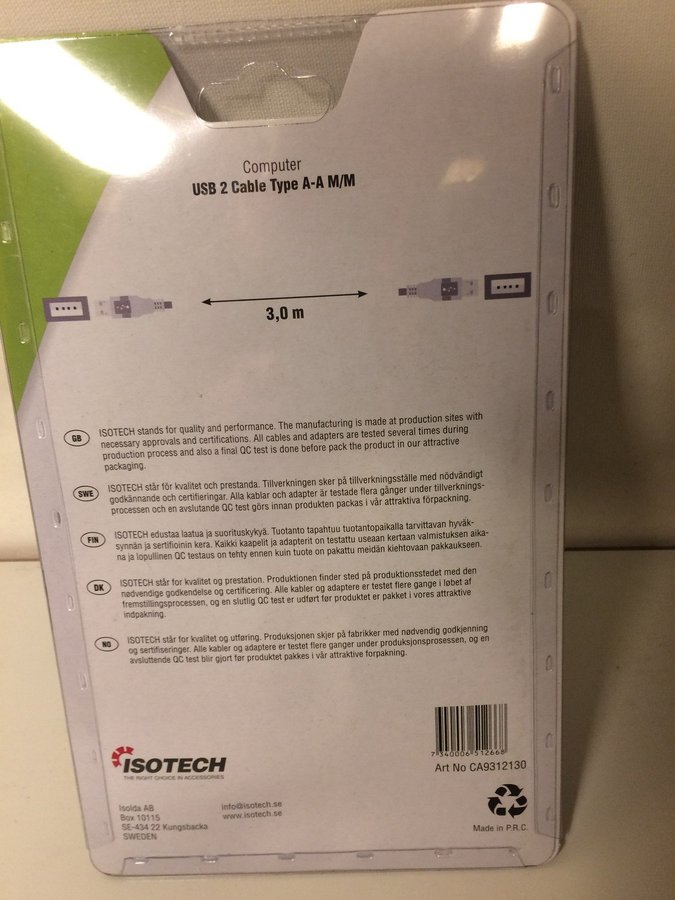 Computer
USB 2 Cable Type A-A M/M
3,0 m
GB
ISOTECH stands for quality and performance. The manufacturing is made at production sites with
necessary approvals and certifications. All cables and adapters are tested several times during
production process and also a final QC test is done before pack the product in our attractive
packaging.
SWE
ISOTECH står för kvalitet och prestanda. Tillverkningen sker på tillverkningsställe med nödvändigt
godkännande och certifieringar. Alla kablar och adapter är testade flera gånger under tillverknings-
processen och en avslutande QC test görs innan produkten packas i vår attraktiva förpackning.
FIN
ISOTECH edustaa laatua ja suorituskykyä. Tuotanto tapahtuu tuotantopaikalla tarvittavan hyväk-
synnän ja sertifioinin kera. Kaikki kaapelit ja adapterit on testattu useaan kertaan valmistuksen aika-
na ja lopullinen QC testaus on tehty ennen kuin tuote on pakattu meidän kiehtovaan pakkaukseen.
DK
ISOTECH står for kvalitet og prestation. Produktionen finder sted på produktionsstedet med den
nødvendige godkendelse og certificering. Alle kabler og adaptere er testet flere gange i løbet af
fremstillingsprocessen, og en slutlig QC test er udført før produktet er pakket i vores attraktive
indpakning.
NO
ISOTECH står for kvalitet og utføring. Produksjonen skjer på fabrikker med nødvendig godkjenning
og sertifiseringer. Alle kabler og adaptere er testet flere ganger under produksjonsprosessen, og en
avsluttende QC test blir gjort før produktet pakkes i vår attraktive forpakning.
7 340006 512668
Art No CA9312130
ISOTECH
THE RIGHT CHOICE IN ACCESSORIES
Isolda AB
Box 10115
SE-434 22 Kungsbacka
SWEDEN
info@isotech.se
www.isotech.se
Made in P.R.C.